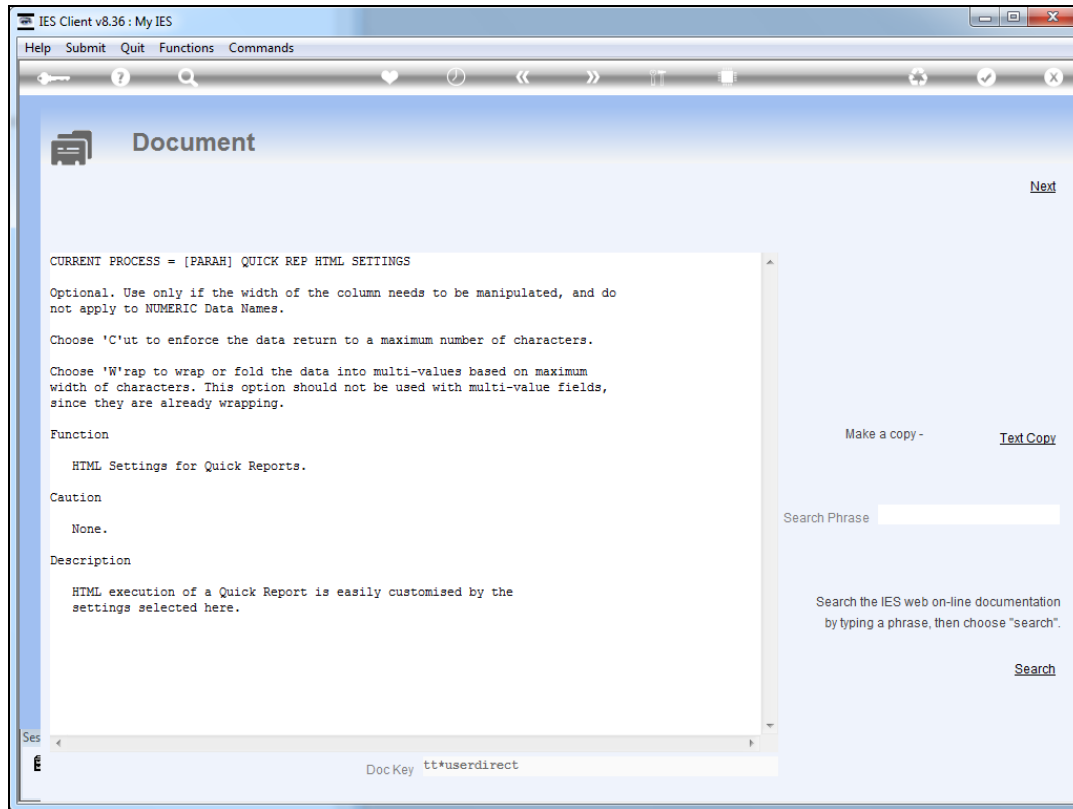 IES Client v8.36 : My IES
Help Submit Quit Functions Commands
Document
Next
CURRENT PROCESS = [PARAH] QUICK REP HTML SETTINGS
Optional. Use only if the width of the column needs to be manipulated, and do
not apply to NUMERIC Data Names.
Choose 'C'ut to enforce the data return to a maximum number of characters.
Choose 'W'rap to wrap or fold the data into multi-values based on maximum
width of characters. This option should not be used with multi-value fields,
since they are already wrapping.
Function
HTML Settings for Quick Reports.
Caution
None.
Description
HTML execution of a Quick Report is easily customised by the
settings selected here.
Make a copy -
Text Copy
Search Phrase
Search the IES web on-line documentation
by typing a phrase, then choose "search".
Search
Ses
Doc Key tt*userdirect